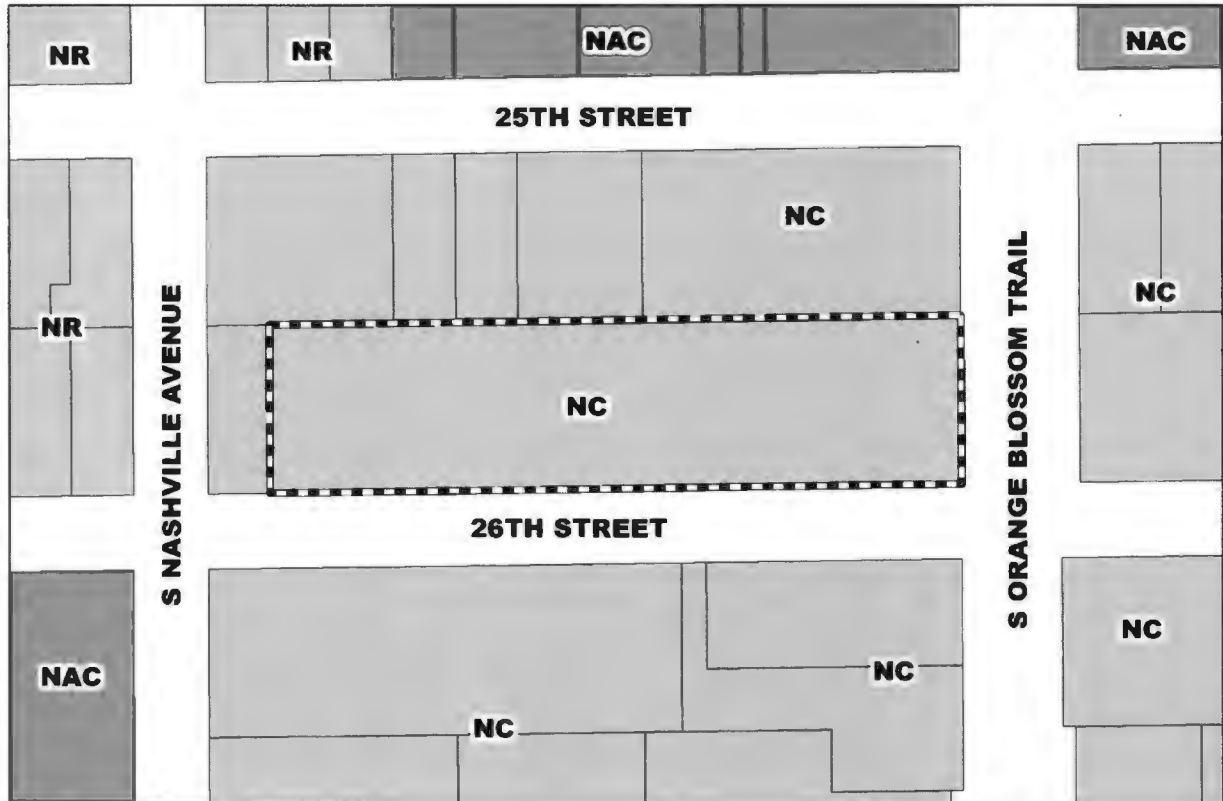 NR
NR
NAC
NAC
25TH STREET
NC
NC
NR
S NASHVILLE AVENUE
NC
S ORANGE BLOSSOM TRAIL
26TH STREET
NAC
NC
NC
NC